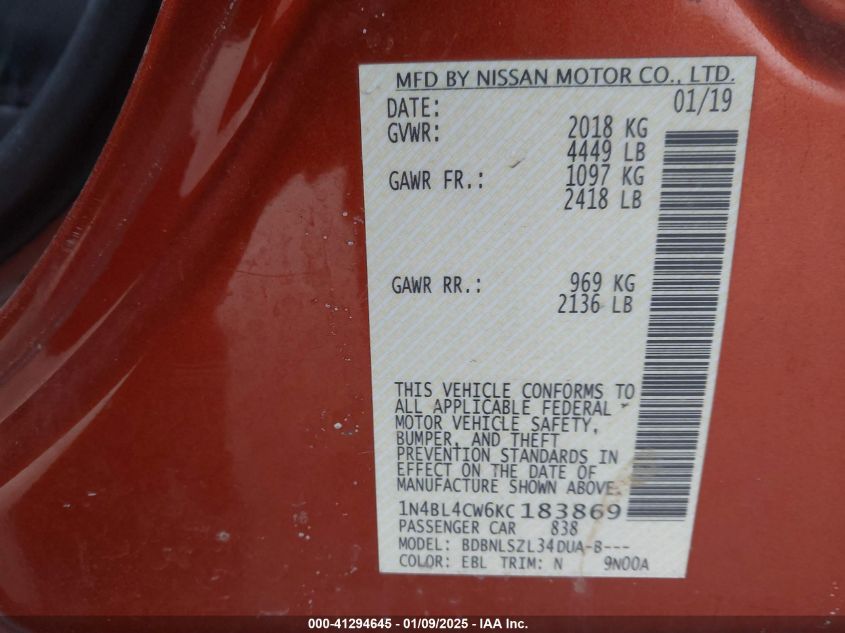 MFD BY NISSAN MOTOR CO., LTD.
DATE: 01/19
GVWR: 2018 KG
4449 LB
GAWR FR.: 1097 KG
2418 LB
GAWR RR.: 969 KG
2136 LB
THIS VEHICLE CONFORMS TO
ALL APPLICABLE FEDERAL
MOTOR VEHICLE SAFETY,
BUMPER, AND THEFT
PREVENTION STANDARDS IN
EFFECT ON THE DATE OF
MANUFACTURE SHOWN ABOVE.
1N4BL4CW6KC183869
PASSENGER CAR 838
MODEL: BDBNLSZL34DUA-B---
COLOR: EBL TRIM: N 9N00A
000-41294645 - 01/09/2025 - IAA Inc.